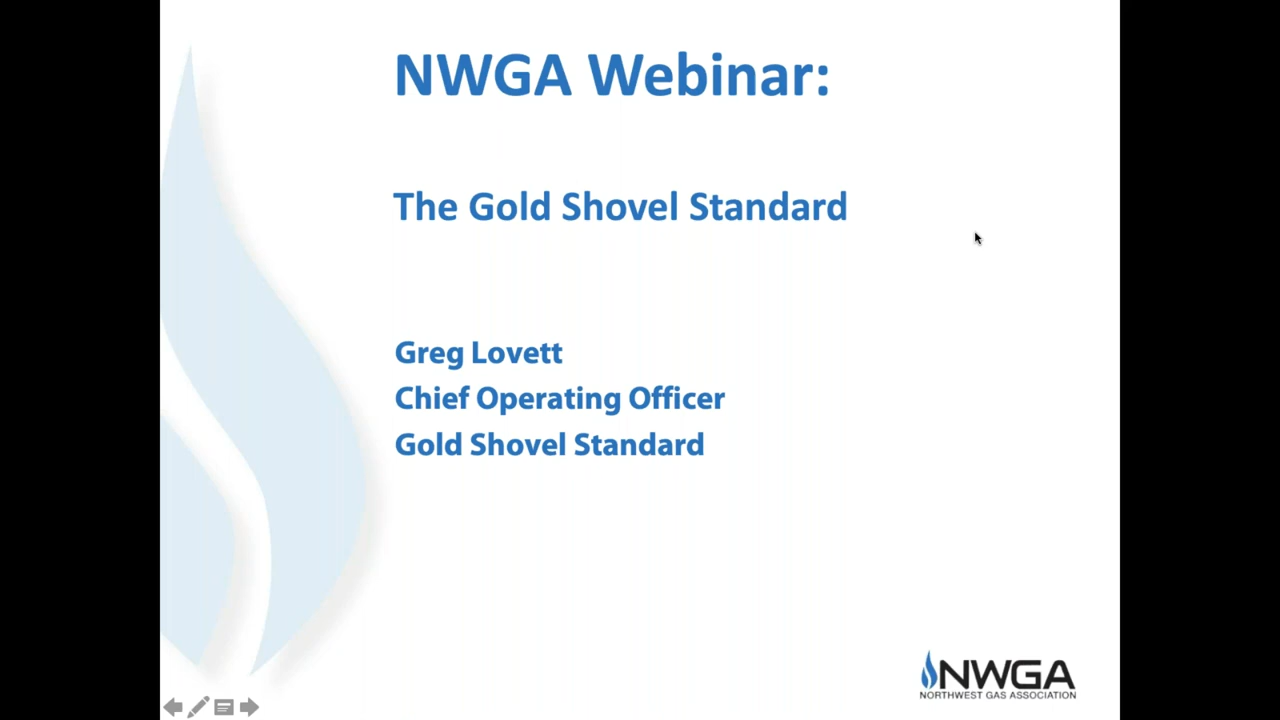 NWGA Webinar:
The Gold Shovel Standard
Greg Lovett
Chief Operating Officer
Gold Shovel Standard
NWGA
NORTHWEST GAS ASSOCIATION